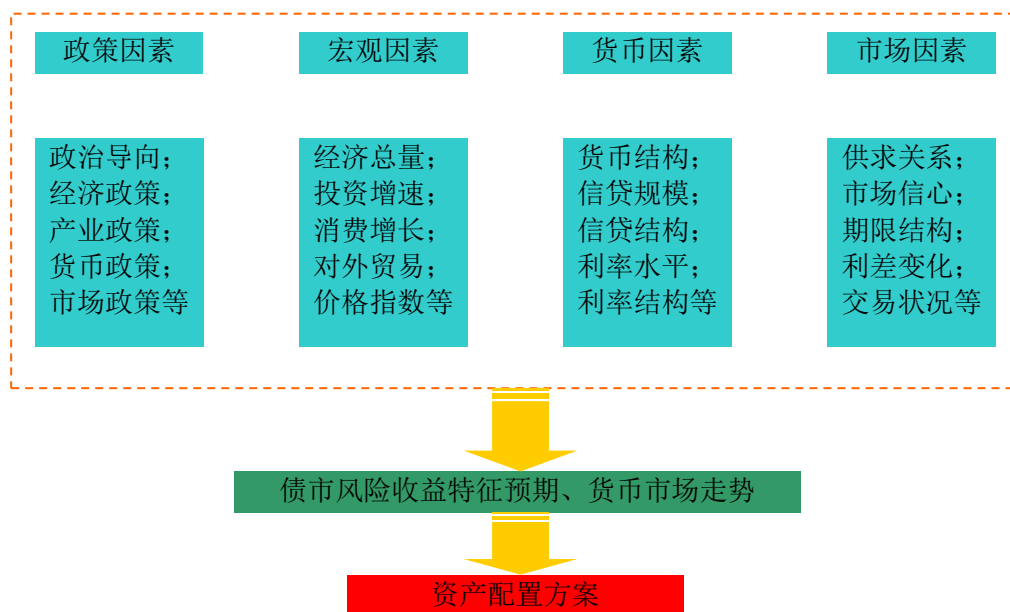 政策因素
宏观因素
货币因素
市场因素
政治导向；
经济政策；
产业政策；
货币政策；
市场政策等
经济总量；
投资增速；
消费增长；
对外贸易；
价格指数等
货币结构；
信贷规模；
信贷结构；
利率水平；
利率结构等
供求关系；
市场信心；
期限结构；
利差变化；
交易状况等
债市风险收益特征预期、货币市场走势
资产配置方案